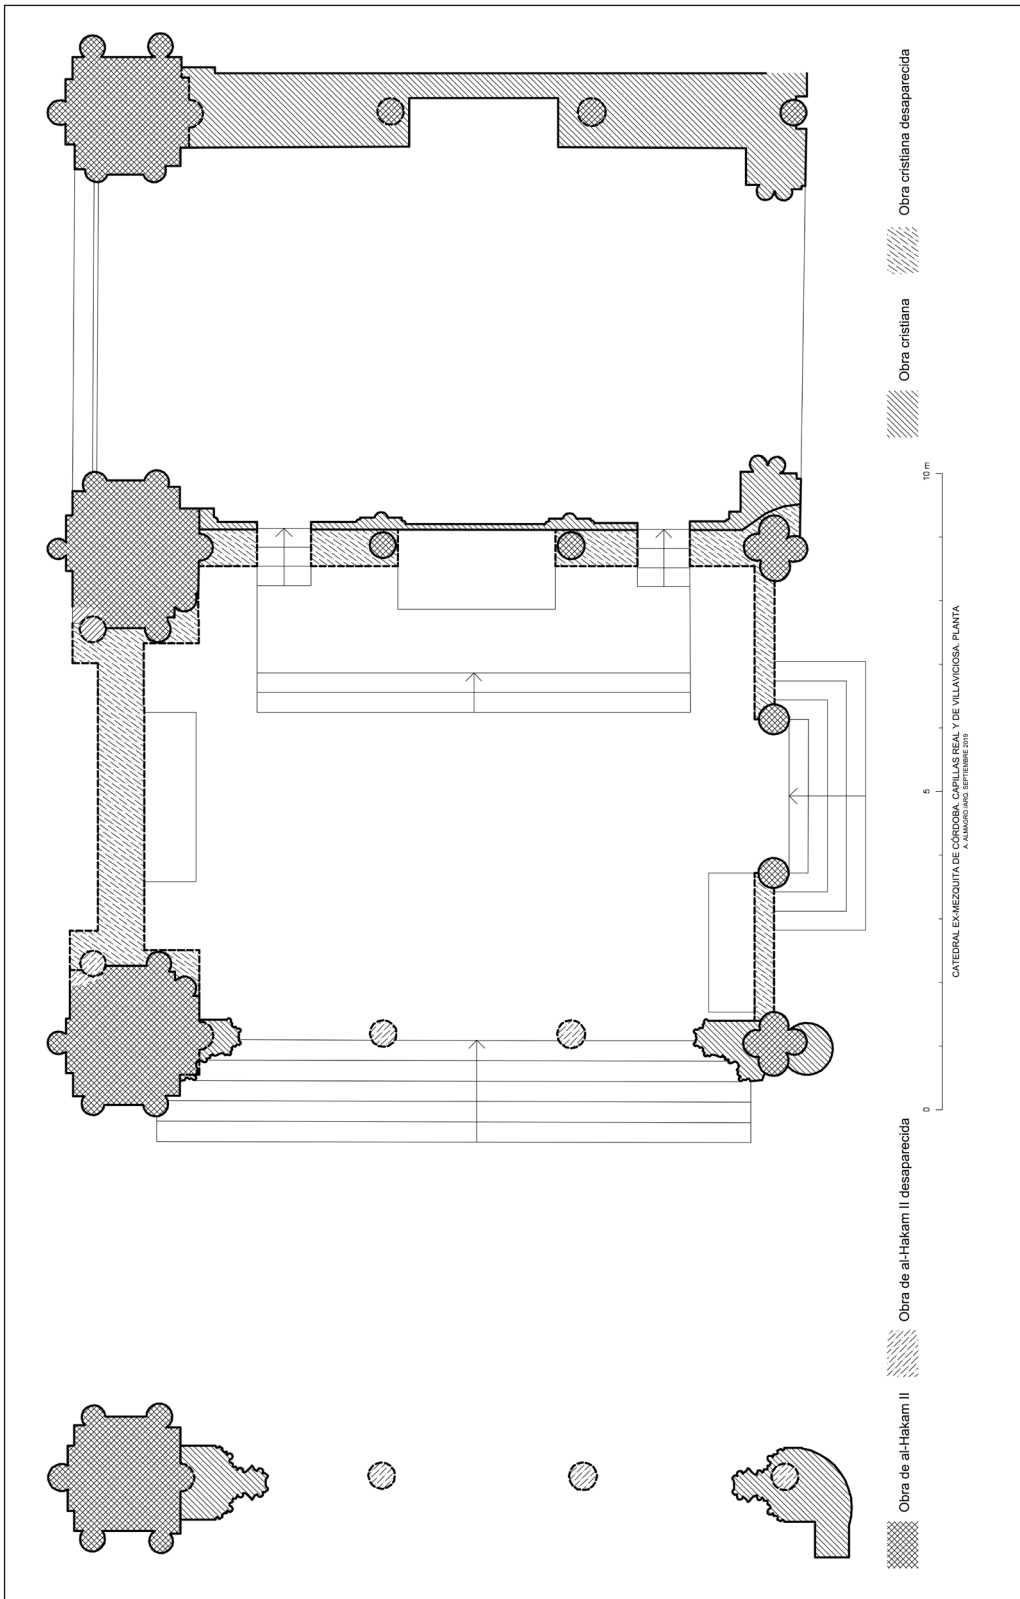 Obra de al-Hakam II
Obra de al-Hakam II desaparecida
Obra cristiana
Obra cristiana desaparecida
0
5
10 m
CATEDRAL EX-MEZQUITA DE CÓRDOBA. CAPILLAS REAL Y DE VILLAVICIOSA. PLANTA
A. ALMAGRO /ARQ. SEPTIEMBRE 2019